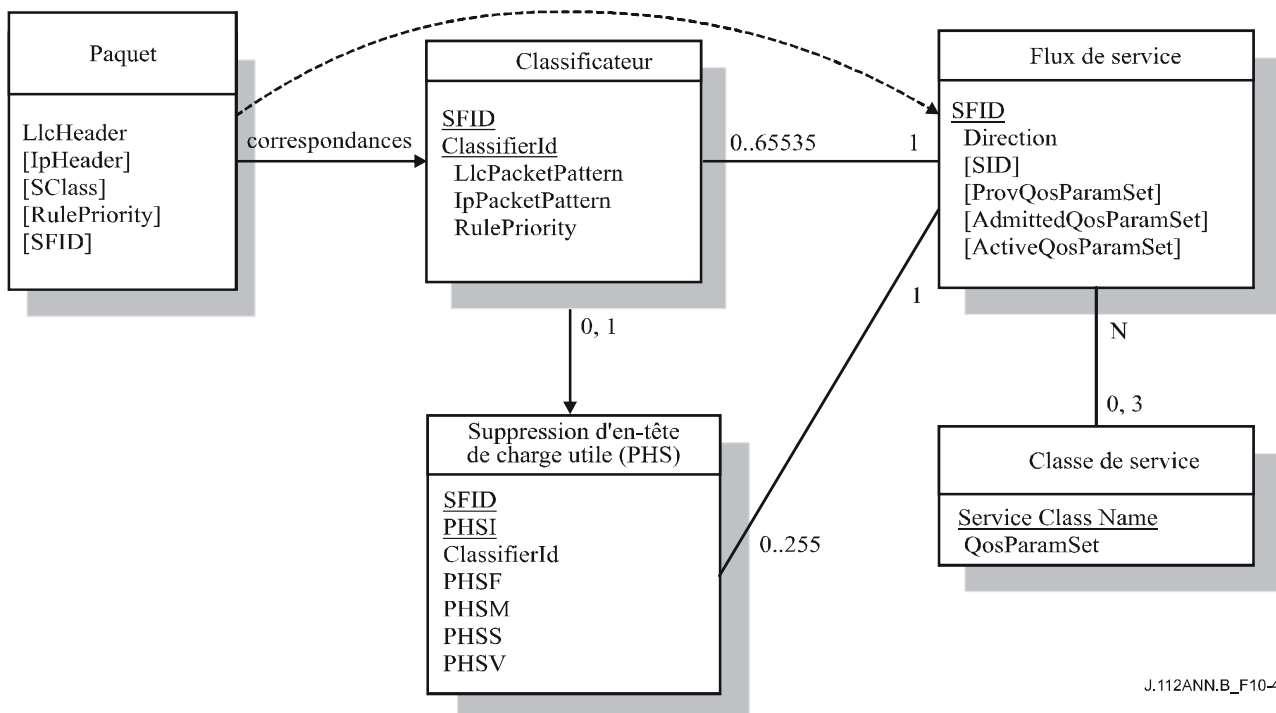 Paquet
LlcHeader
[IpHeader]
[SClass]
[RulePriority]
[SFID]
correspondances
Classificateur
SFID
ClassifierId
LlcPacketPattern
IpPacketPattern
RulePriority
0..65535
1
Flux de service
SFID
Direction
[SID]
[ProvQosParamSet]
[AdmittedQosParamSet]
[ActiveQosParamSet]
0, 1
1
N
0, 3
Suppression d'en-tête
de charge utile (PHS)
SFID
PHSI
ClassifierId
PHSF
PHSM
PHSS
PHSV
0..255
Classe de service
Service Class Name
QosParamSet